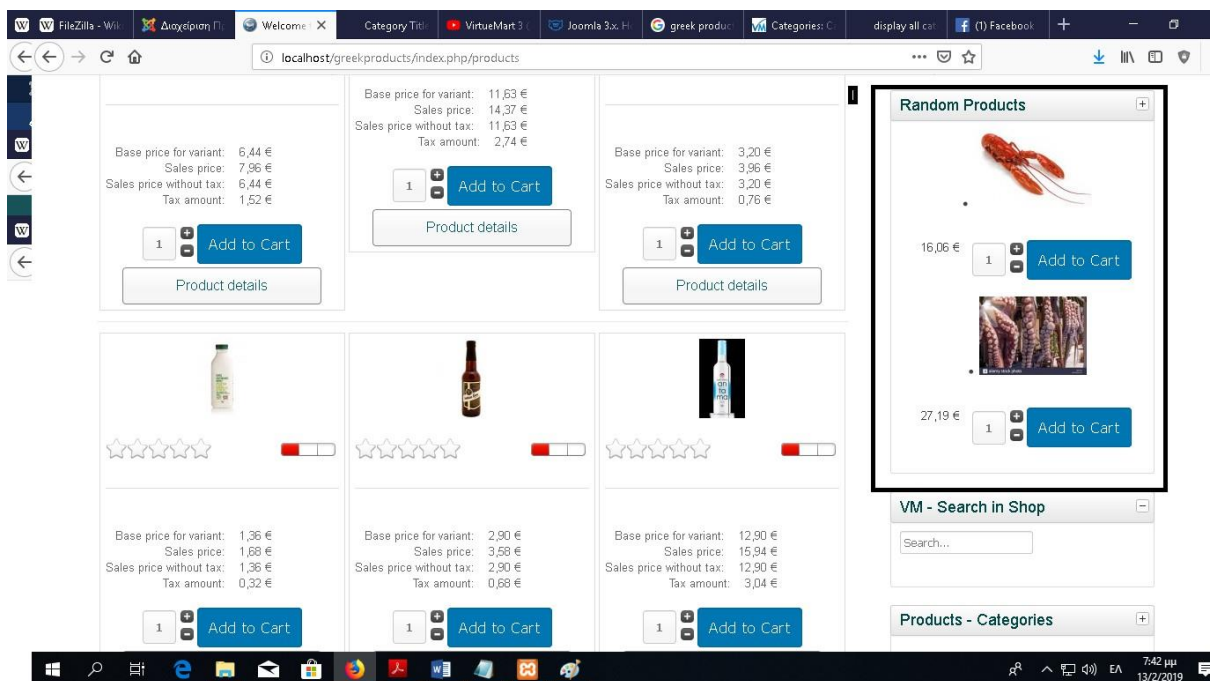 FileZilla - Wik
Διαχείριση Π
Welcome
Category Titl
VirtueMart 3 (
Joomla 3.x. H
greek produc
Categories: C
display all cat
(1) Facebook
localhost/greekproducts/index.php/products
Base price for variant: 6,44 €
Sales price: 7,96 €
Sales price without tax: 6,44 €
Tax amount: 1,52 €
1 Add to Cart
Product details
Base price for variant: 11,63 €
Sales price: 14,37 €
Sales price without tax: 11,63 €
Tax amount: 2,74 €
1 Add to Cart
Product details
Base price for variant: 3,20 €
Sales price: 3,96 €
Sales price without tax: 3,20 €
Tax amount: 0,76 €
1 Add to Cart
Product details
Base price for variant: 1,36 €
Sales price: 1,68 €
Sales price without tax: 1,36 €
Tax amount: 0,32 €
1 Add to Cart
Base price for variant: 2,90 €
Sales price: 3,58 €
Sales price without tax: 2,90 €
Tax amount: 0,68 €
1 Add to Cart
an
ta
mo
Base price for variant: 12,90 €
Sales price: 15,94 €
Sales price without tax: 12,90 €
Tax amount: 3,04 €
1 Add to Cart
Random Products
16,06 € 1 Add to Cart
27,19 € 1 Add to Cart
VM - Search in Shop
Search...
Products - Categories
ΕΛ
7:42 μμ
13/2/2019